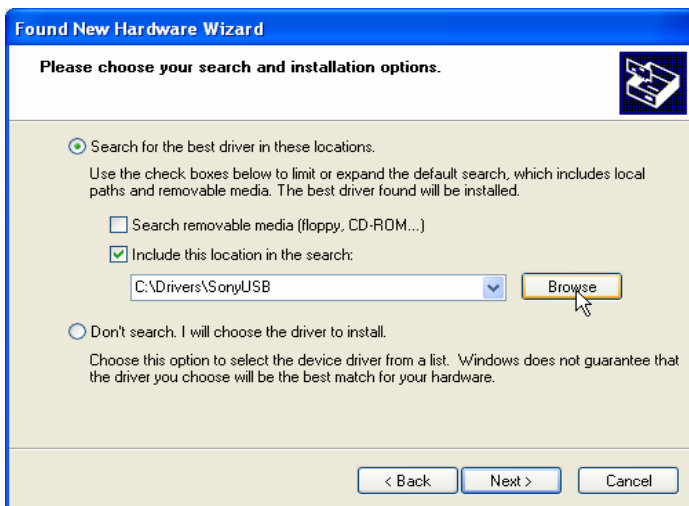 Found New Hardware Wizard
Please choose your search and installation options.
Search for the best driver in these locations.
Use the check boxes below to limit or expand the default search, which includes local
paths and removable media. The best driver found will be installed.
Search removable media (floppy, CD-ROM...)
Include this location in the search:
C:\Drivers\SonyUSB
Browse
Don't search. I will choose the driver to install.
Choose this option to select the device driver from a list. Windows does not guarantee that
the driver you choose will be the best match for your hardware.
< Back Next > Cancel